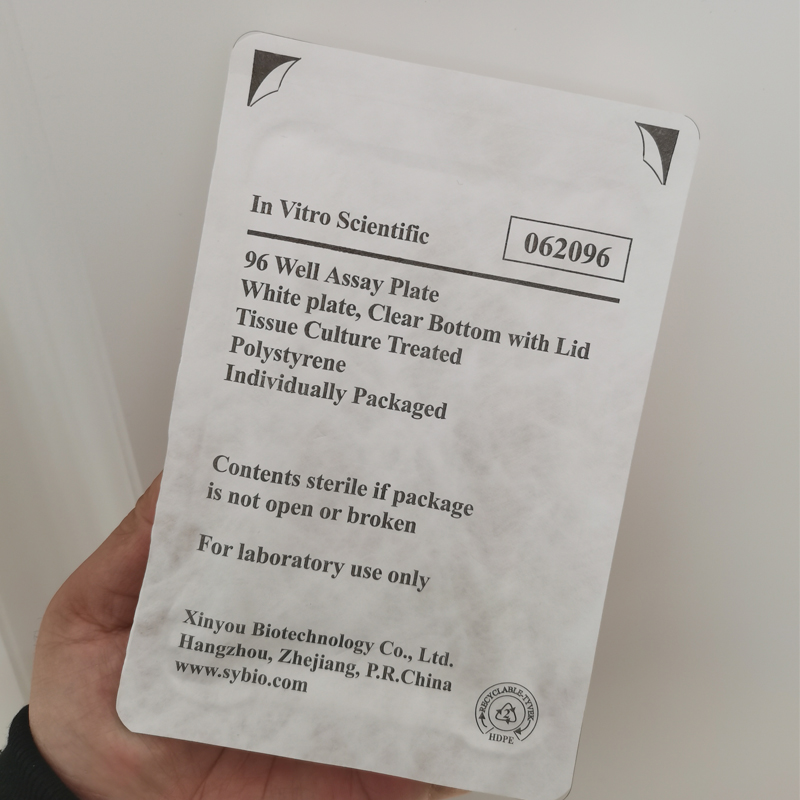 In Vitro Scientific
062096
96 Well Assay Plate
White plate, Clear Bottom with Lid
Tissue Culture Treated
Polystyrene
Individually Packaged
Contents sterile if package
is not open or broken
For laboratory use only
Xinyou Biotechnology Co., Ltd.
Hangzhou, Zhejiang, P.R.China
www.sybio.com
RECYCLABLE-TYVEK
2
HDPE